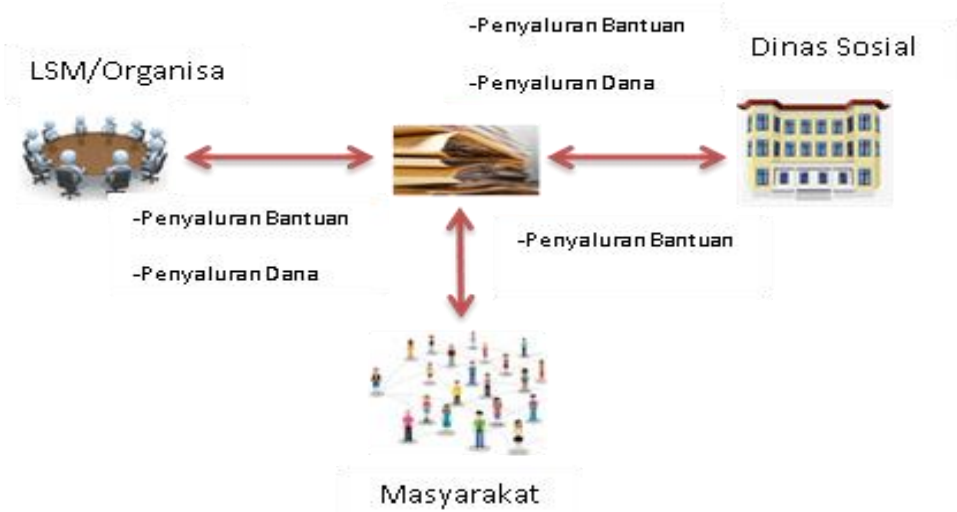 -Penyaluran Bantuan
Dinas Sosial
LSM/Organisa
-Penyaluran Dana
-Penyaluran Bantuan
-Penyaluran Bantuan
-Penyaluran Dana
Masyarakat